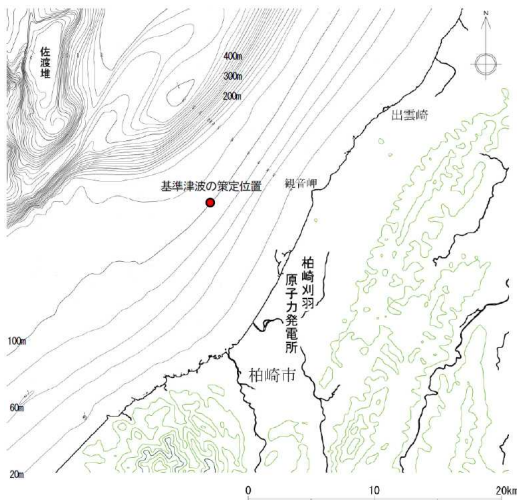 佐渡堆
400m
300m
200m
N
出雲崎
基準津波の策定位置
観音岬
柏崎刈羽
原子力発電所
100m
柏崎市
60m
20m
0
10
20km